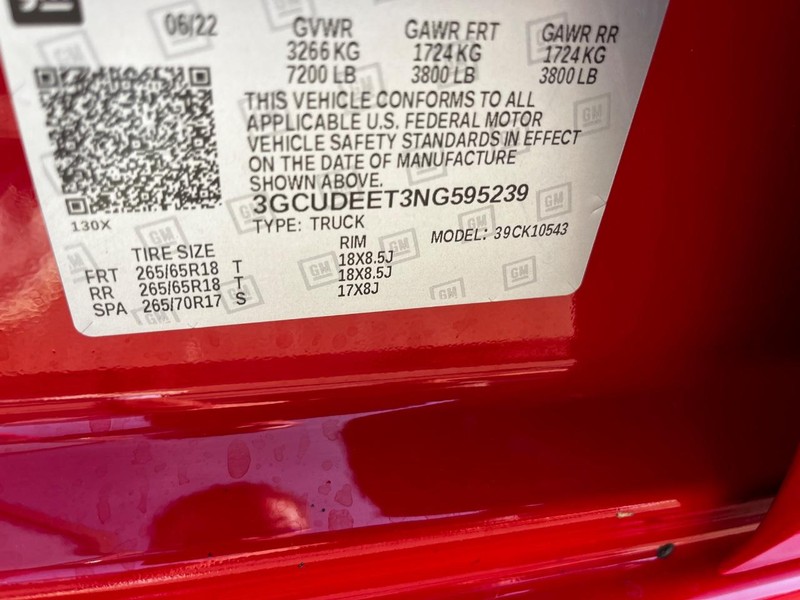 06/22 GVWR GAWR FRT GAWR RR
3266 KG 1724 KG 1724 KG
7200 LB 3800 LB 3800 LB
THIS VEHICLE CONFORMS TO ALL
APPLICABLE U.S. FEDERAL MOTOR
VEHICLE SAFETY STANDARDS IN EFFECT
ON THE DATE OF MANUFACTURE
SHOWN ABOVE.
3GCUDEET3NG595239
130X TYPE: TRUCK MODEL: 39CK10543
TIRE SIZE RIM
FRT 265/65R18 T 18X8.5J
RR 265/65R18 T 18X8.5J
SPA 265/70R17 S 17X8J